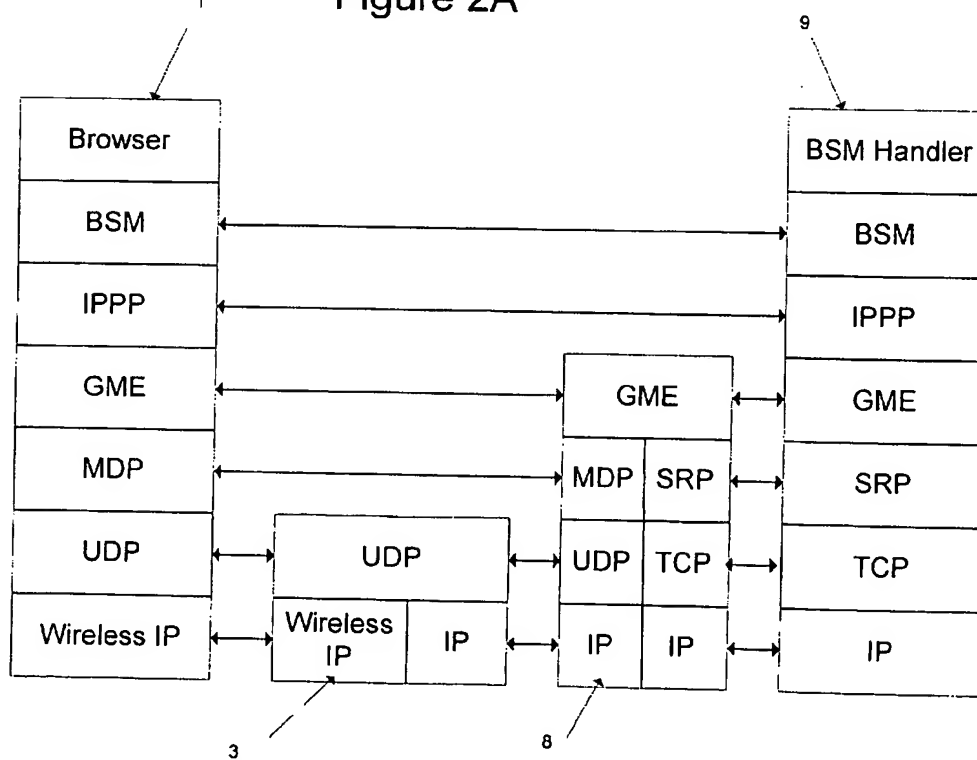 Figure 2A
9
Browser
BSM Handler
BSM
BSM
IPPP
IPPP
GME
GME
GME
MDP
MDP
SRP
SRP
UDP
UDP
UDP
TCP
TCP
Wireless IP
Wireless
IP
IP
IP
IP
IP
3
8